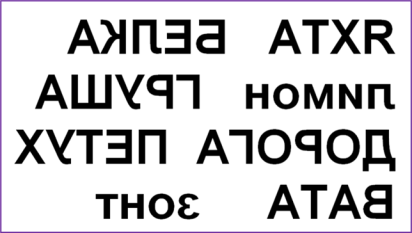 ЯХТА БЕЛКА
лимон ГРУША
ДОРОГА ПЕТУХ
ВАТА зонт